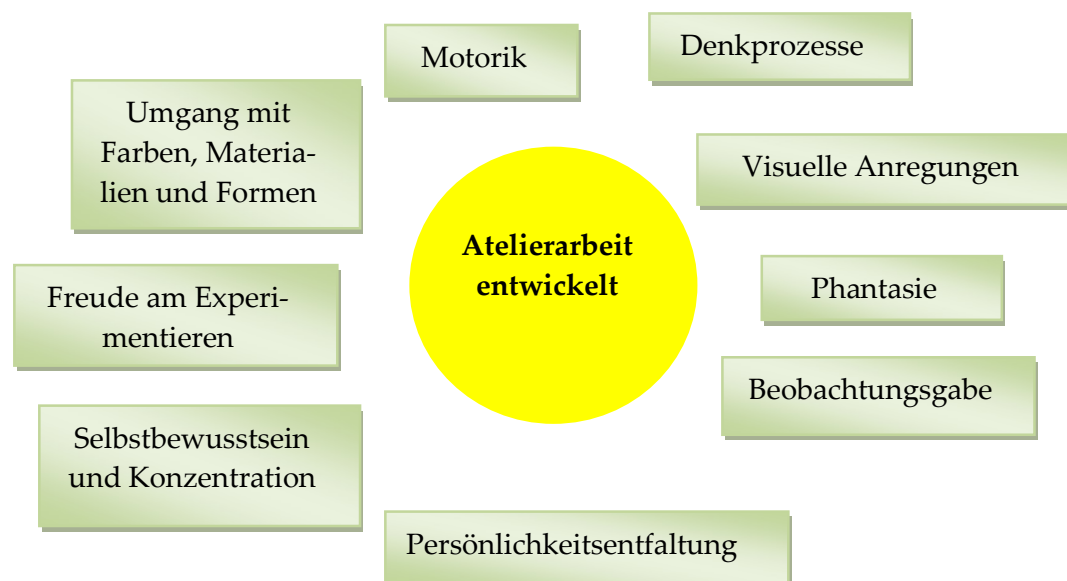 Motorik
Denkprozesse
Umgang mit
Farben, Materia-
lien und Formen
Visuelle Anregungen
Atelierarbeit
entwickelt
Freude am Experi-
mentieren
Phantasie
Beobachtungsgabe
Selbstbewusstsein
und Konzentration
Persönlichkeitsentfaltung